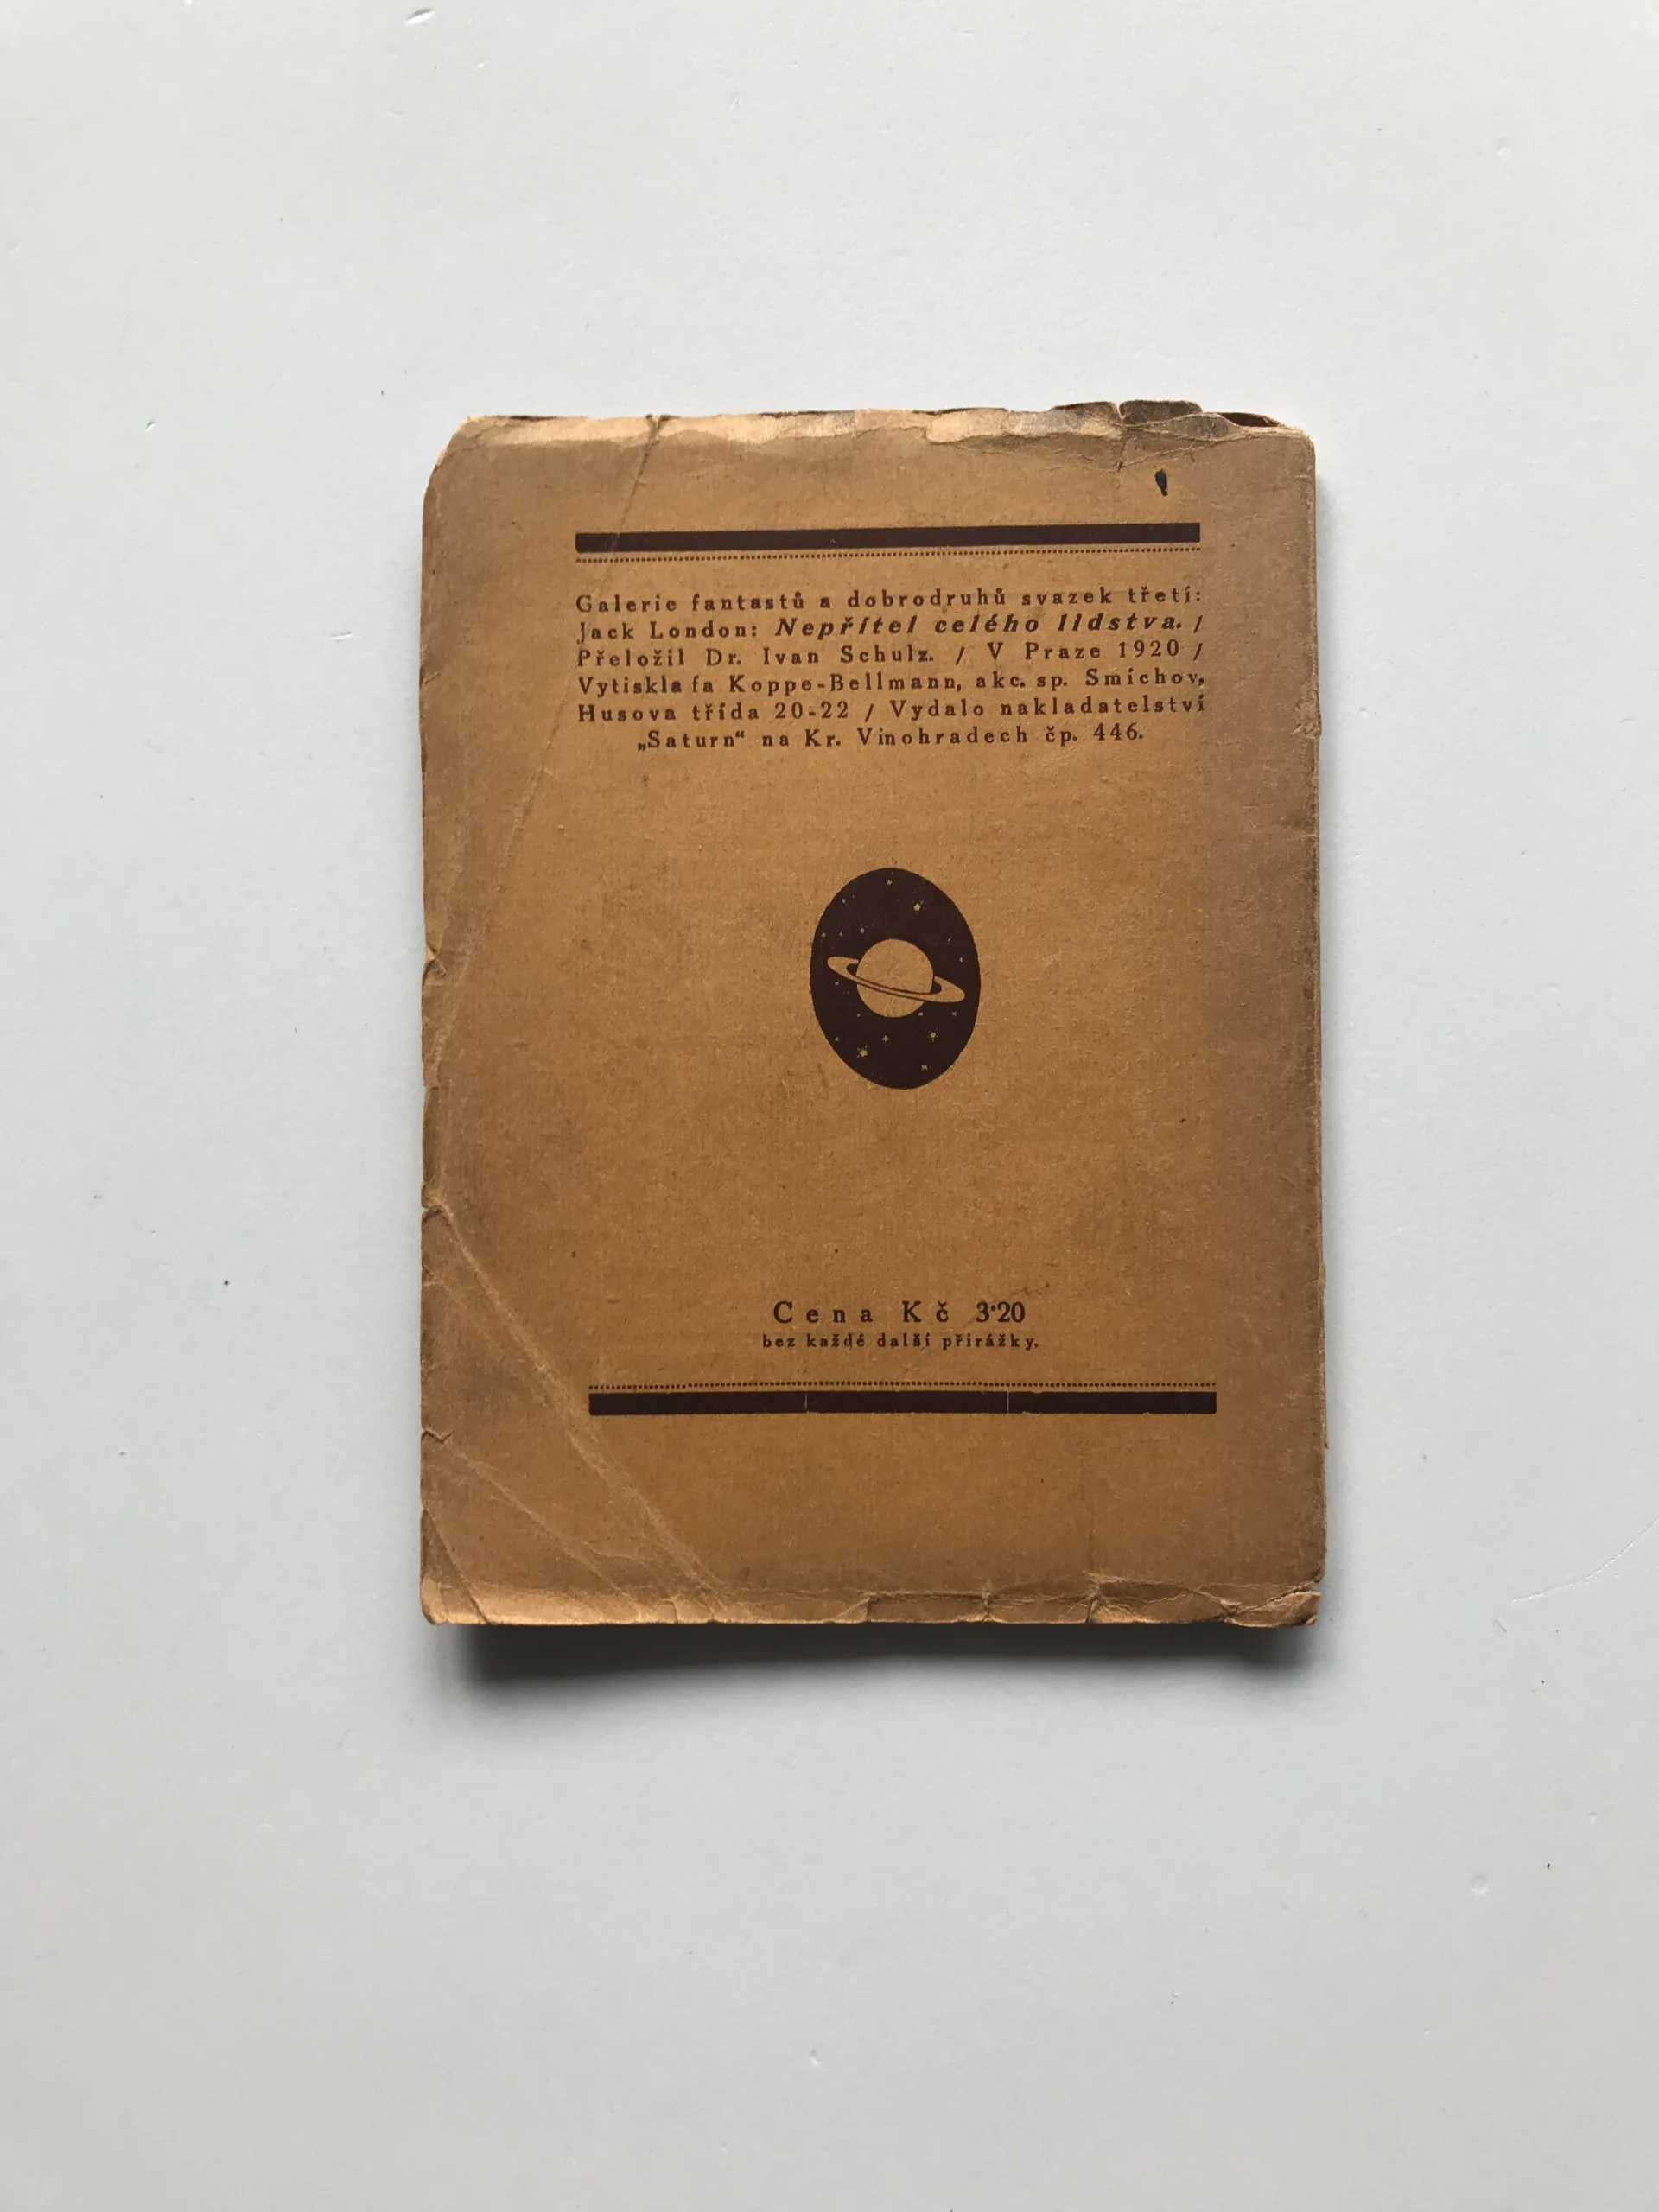 Galerie fantastů a dobrodruhů svazek třetí:
Jack London: Nepřítel celého lidstva. /
Přeložil Dr. Ivan Schulz. / V Praze 1920 /
Vytiskla fa Koppe-Bellmann, akc. sp. Smíchov,
Husova třída 20-22 / Vydalo nakladatelství
„Saturn“ na Kr. Vinohradech čp. 446.
Cena Kč 3·20
bez každé další přirážky.